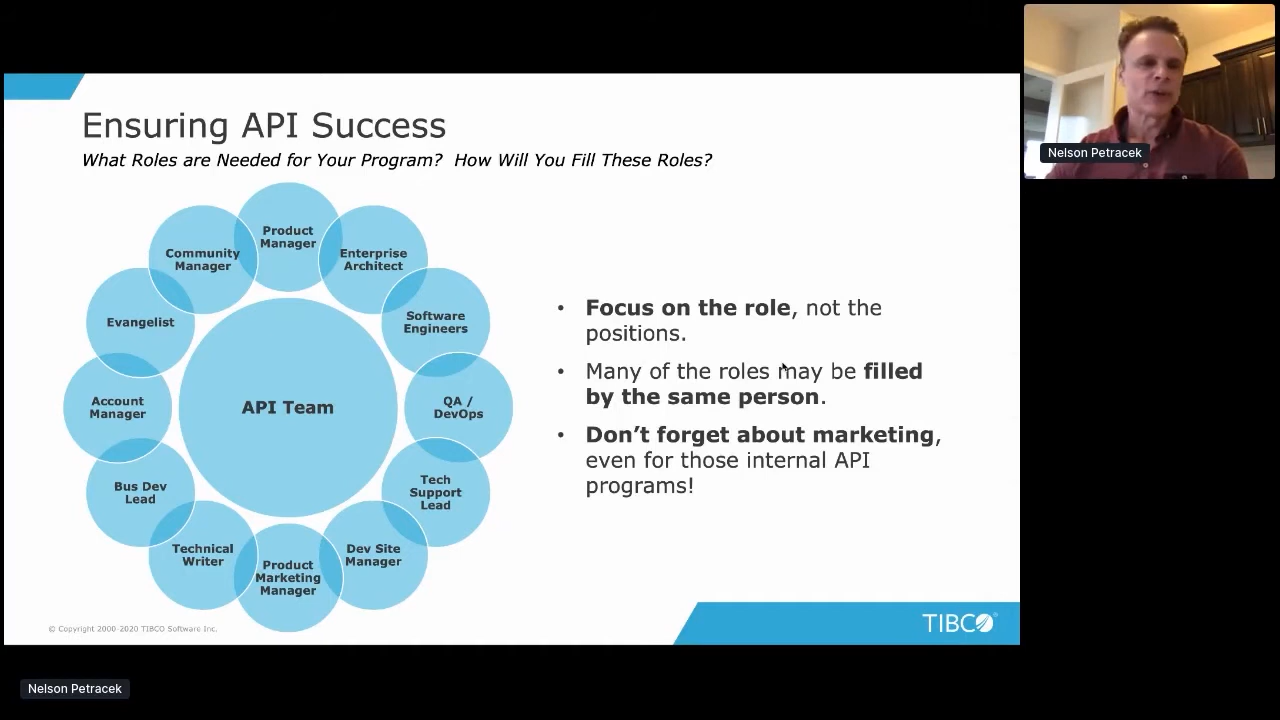 Ensuring API Success
What Roles are Needed for Your Program?  How Will You Fill These Roles?
Product
Manager
Enterprise
Architect
Software
Engineers
QA /
DevOps
Tech
Support
Lead
Dev Site
Manager
Product
Marketing
Manager
Technical
Writer
Bus Dev
Lead
Account
Manager
Evangelist
Community
Manager
API Team
• Focus on the role, not the
positions.
• Many of the roles may be filled
by the same person.
• Don’t forget about marketing,
even for those internal API
programs!
© Copyright 2000-2020 TIBCO Software Inc.
TIBCO
Nelson Petracek
Nelson Petracek